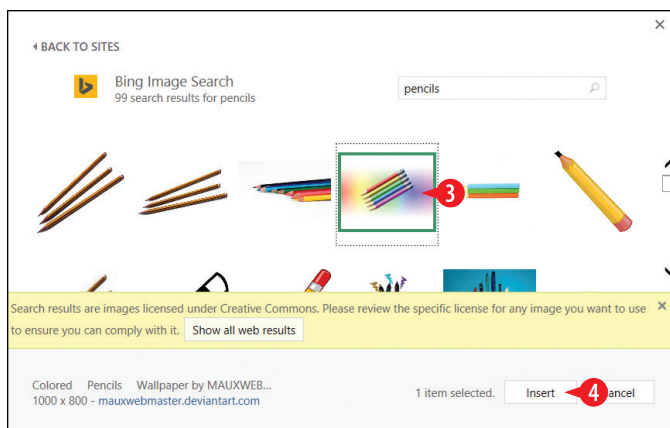 BACK TO SITES
Bing Image Search
99 search results for pencils
pencils
3
Search results are images licensed under Creative Commons. Please review the specific license for any image you want to use
to ensure you can comply with it. Show all web results
Colored Pencils Wallpaper by MAUXWEB...
1000 x 800 - mauxwebmaster.deviantart.com
1 item selected. Insert 4